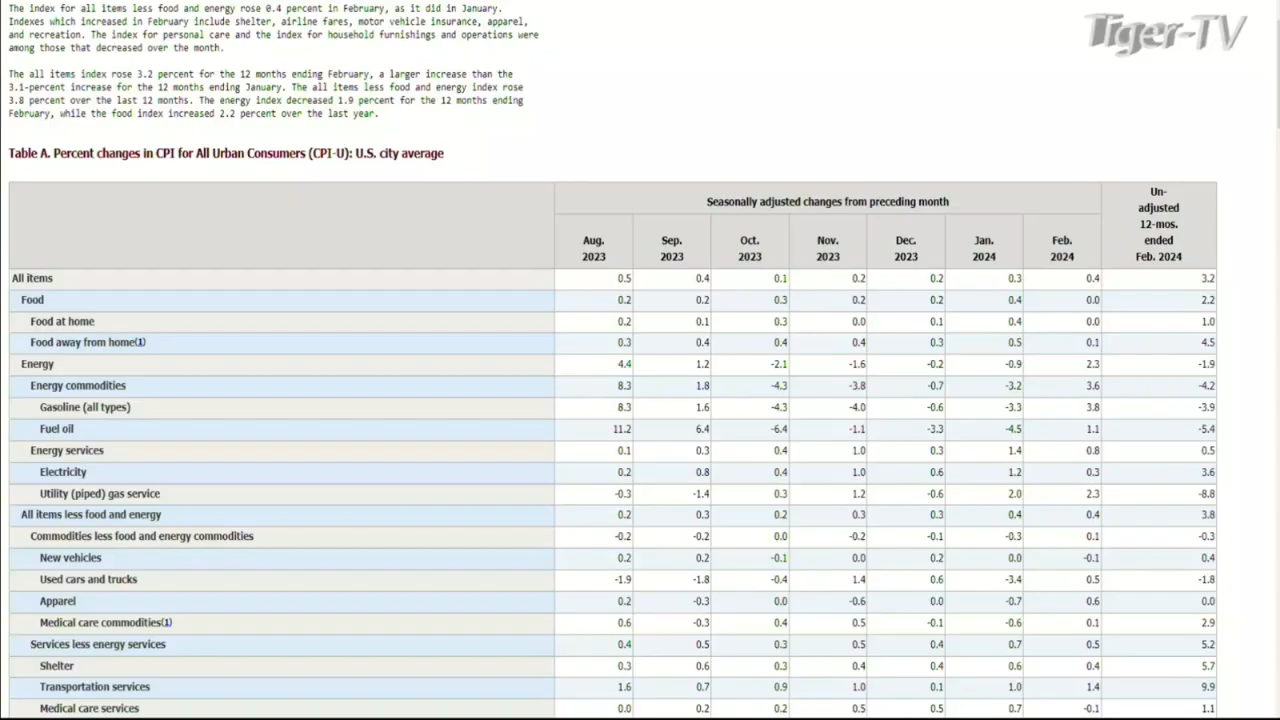 The index for all items less food and energy rose 0.4 percent in February, as it did in January.
Indexes which increased in February include shelter, airline fares, motor vehicle insurance, apparel,
and recreation. The index for personal care and the index for household furnishings and operations were
among those that decreased over the month.
Tiger-TV
The all items index rose 3.2 percent for the 12 months ending February, a larger increase than the
3.1-percent increase for the 12 months ending January. The all items less food and energy index rose
3.8 percent over the last 12 months. The energy index decreased 1.9 percent for the 12 months ending
February, while the food index increased 2.2 percent over the last year.
Table A. Percent changes in CPI for All Urban Consumers (CPI-U): U.S. city average
Seasonally adjusted changes from preceding month
Un-
adjusted
12-mos.
ended
Feb. 2024
Aug. Sep. Oct. Nov. Dec. Jan. Feb.
2023 2023 2023 2023 2023 2024 2024
All items 0.5 0.4 0.1 0.2 0.2 0.3 0.4 3.2
Food 0.2 0.2 0.3 0.2 0.2 0.4 0.0 2.2
Food at home 0.2 0.1 0.3 0.0 0.1 0.4 0.0 1.0
Food away from home(1) 0.3 0.4 0.4 0.4 0.3 0.5 0.1 4.5
Energy 4.4 1.2 -2.1 -1.6 -0.2 -0.9 2.3 -1.9
Energy commodities 8.3 1.8 -4.3 -3.8 -0.7 -3.2 3.6 -4.2
Gasoline (all types) 8.3 1.6 -4.3 -4.0 -0.6 -3.3 3.8 -3.9
Fuel oil 11.2 6.4 -6.4 -1.1 -3.3 -4.5 1.1 -5.4
Energy services 0.1 0.3 0.4 1.0 0.3 1.4 0.8 0.5
Electricity 0.2 0.8 0.4 1.0 0.6 1.2 0.3 3.6
Utility (piped) gas service -0.3 -1.4 0.3 1.2 -0.6 2.0 2.3 -8.8
All items less food and energy 0.2 0.3 0.2 0.3 0.3 0.4 0.4 3.8
Commodities less food and energy commodities -0.2 -0.2 0.0 -0.2 -0.1 -0.3 0.1 -0.3
New vehicles 0.2 0.2 -0.1 0.0 0.2 0.0 -0.1 0.4
Used cars and trucks -1.9 -1.8 -0.4 1.4 0.6 -3.4 0.5 -1.8
Apparel 0.2 -0.3 0.0 -0.6 0.0 -0.7 0.6 0.0
Medical care commodities(1) 0.6 -0.3 0.4 0.5 -0.1 -0.6 0.1 2.9
Services less energy services 0.4 0.5 0.3 0.5 0.4 0.7 0.5 5.2
Shelter 0.3 0.6 0.3 0.4 0.4 0.6 0.4 5.7
Transportation services 1.6 0.7 0.9 1.0 0.1 1.0 1.4 9.9
Medical care services 0.0 0.2 0.2 0.5 0.5 0.7 -0.1 1.1